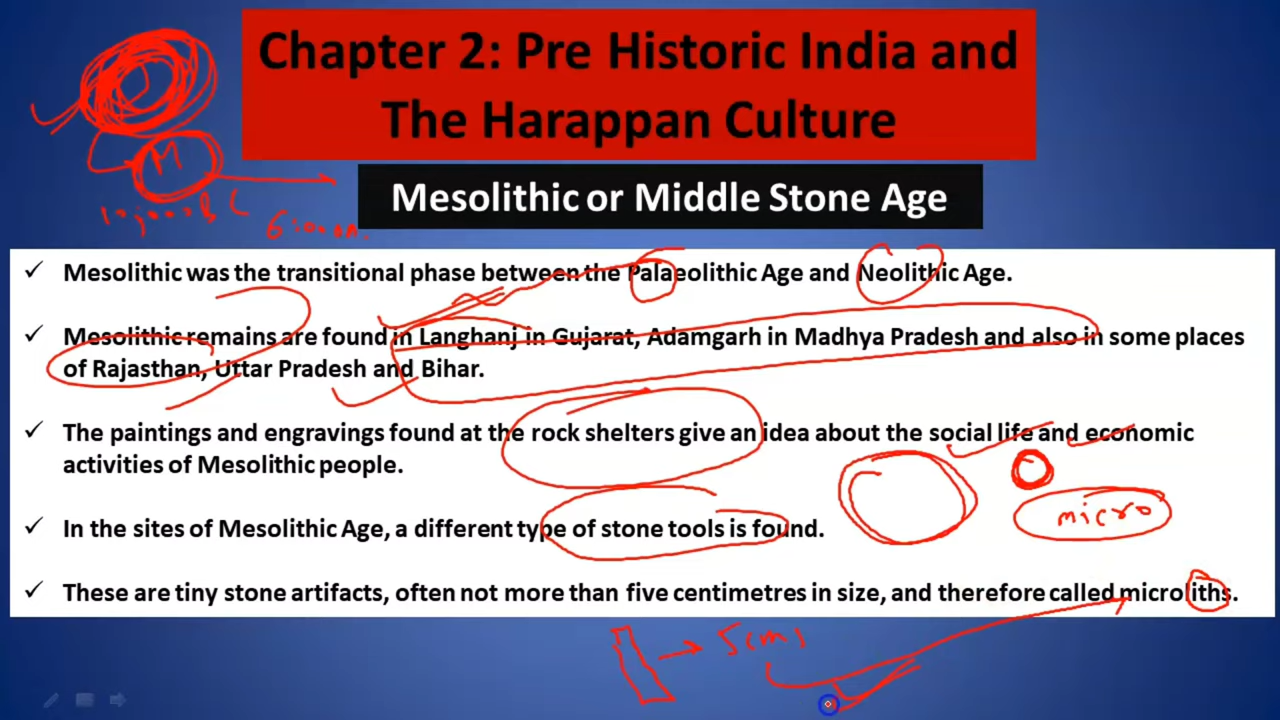 Chapter 2: Pre Historic India and
The Harappan Culture
M
Mesolithic or Middle Stone Age
Mesolithic was the transitional phase between the Palaeolithic Age and Neolithic Age.
Mesolithic remains are found in Langhanj in Gujarat, Adamgarh in Madhya Pradesh and also in some places
of Rajasthan, Uttar Pradesh and Bihar.
The paintings and engravings found at the rock shelters give an idea about the social life and economic
activities of Mesolithic people.
micro
In the sites of Mesolithic Age, a different type of stone tools is found.
These are tiny stone artifacts, often not more than five centimetres in size, and therefore called microliths.
5cm